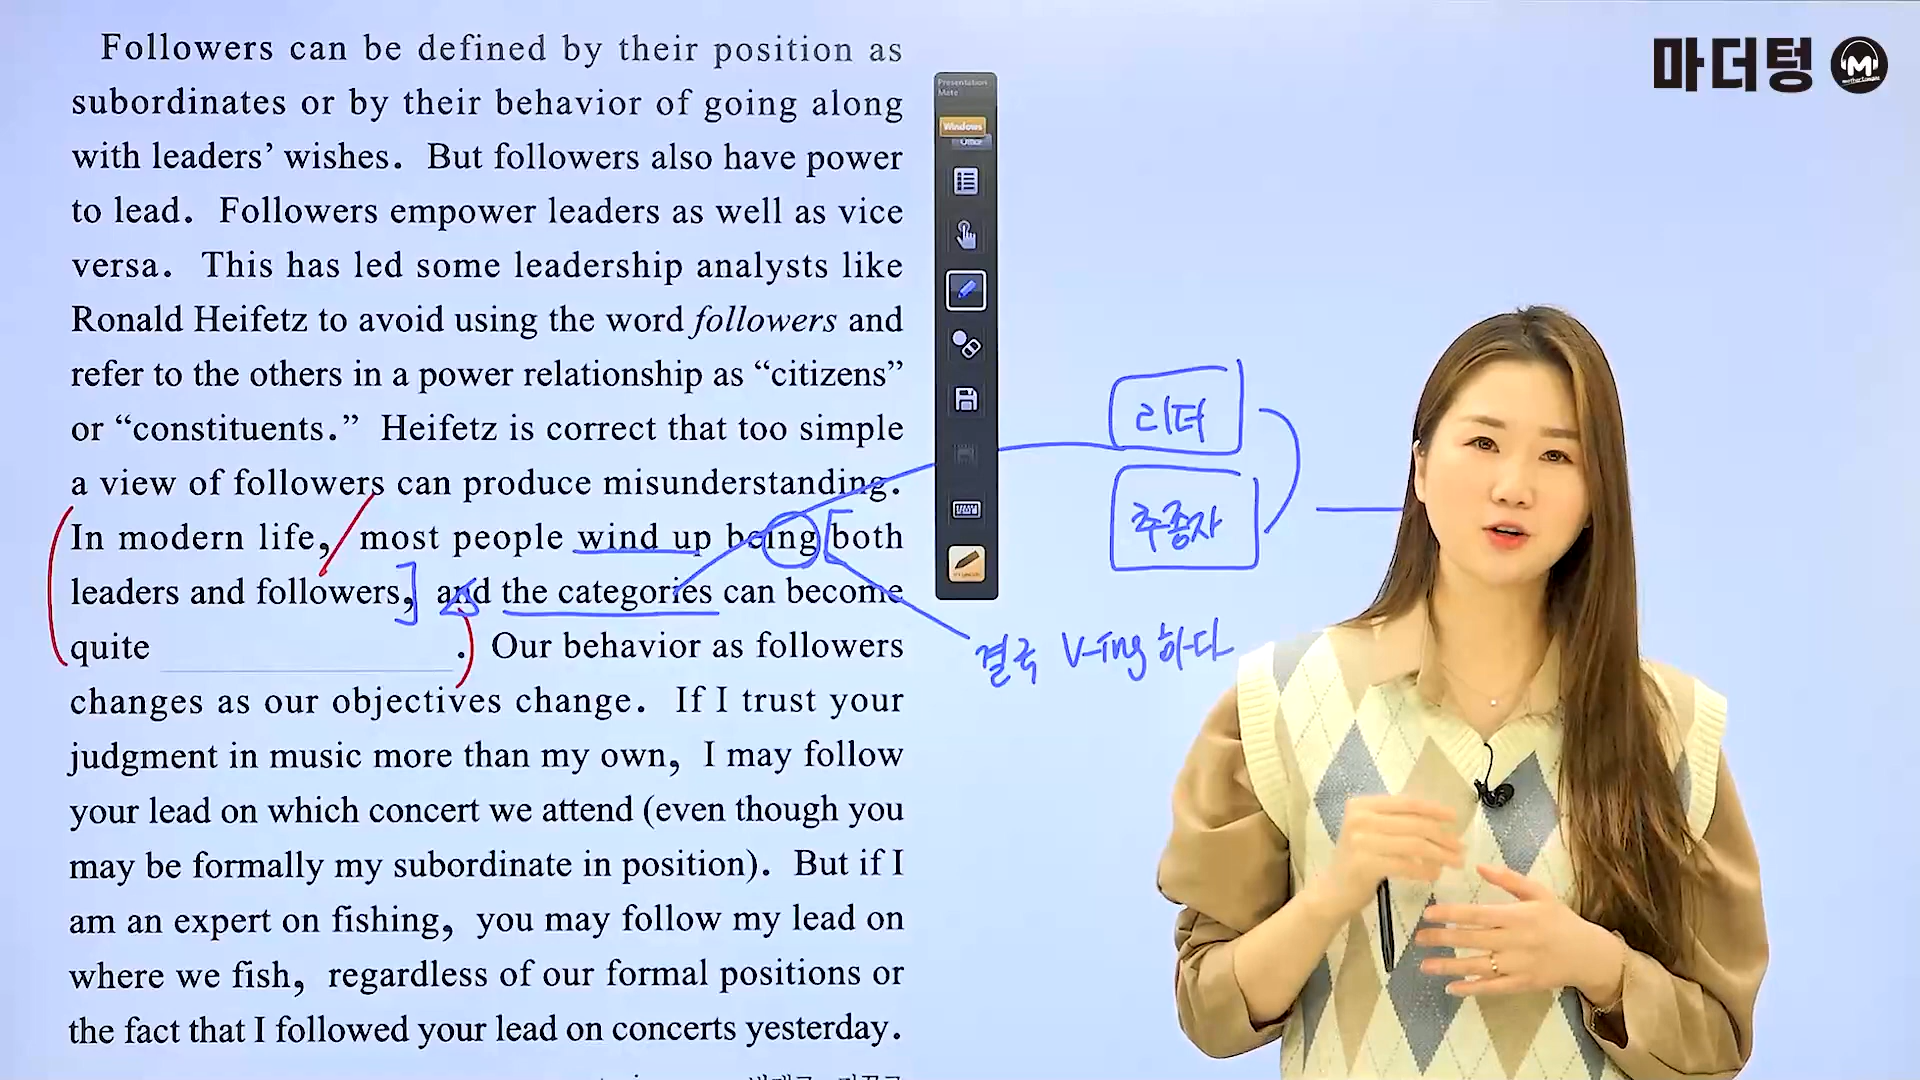 Followers can be defined by their position as
subordinates or by their behavior of going along
with leaders’ wishes. But followers also have power
to lead. Followers empower leaders as well as vice
versa. This has led some leadership analysts like
Ronald Heifetz to avoid using the word followers and
refer to the others in a power relationship as “citizens”
or “constituents.” Heifetz is correct that too simple
a view of followers can produce misunderstanding.
In modern life, most people wind up being both
leaders and followers, and the categories can become
quite .
Our behavior as followers
changes as our objectives change. If I trust your
judgment in music more than my own, I may follow
your lead on which concert we attend (even though you
may be formally my subordinate in position). But if I
am an expert on fishing, you may follow my lead on
where we fish, regardless of our formal positions or
the fact that I followed your lead on concerts yesterday.
Presentation
Mate
Windows
Office
리더
추종자
결국 V-ing 하다
마더텅
M